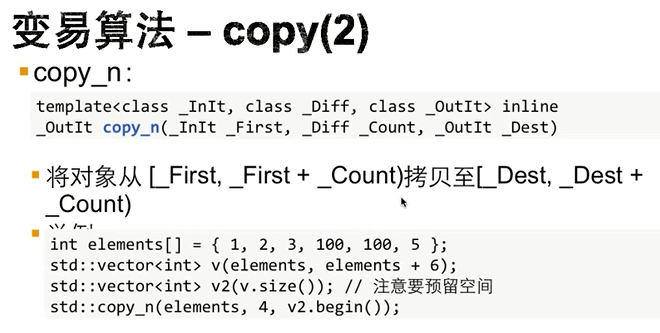 变易算法 – copy(2)
copy_n：
template<class _InIt, class _Diff, class _OutIt> inline
_OutIt copy_n(_InIt _First, _Diff _Count, _OutIt _Dest)
将对象从 [_First, _First + _Count)拷贝至[_Dest, _Dest +
_Count)
int elements[] = { 1, 2, 3, 100, 100, 5 };
std::vector<int> v(elements, elements + 6);
std::vector<int> v2(v.size()); // 注意要预留空间
std::copy_n(elements, 4, v2.begin());